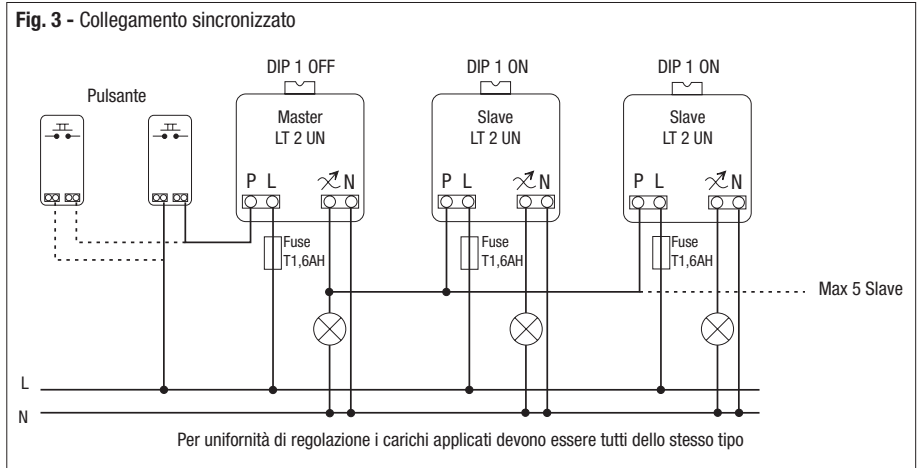 Fig. 3 - Collegamento sincronizzato
Pulsante
DIP 1 OFF
Master
LT 2 UN
P L N
Fuse
T1,6AH
DIP 1 ON
Slave
LT 2 UN
P L N
Fuse
T1,6AH
DIP 1 ON
Slave
LT 2 UN
P L N
Fuse
T1,6AH
Max 5 Slave
L
N
Per unifornità di regolazione i carichi applicati devono essere tutti dello stesso tipo